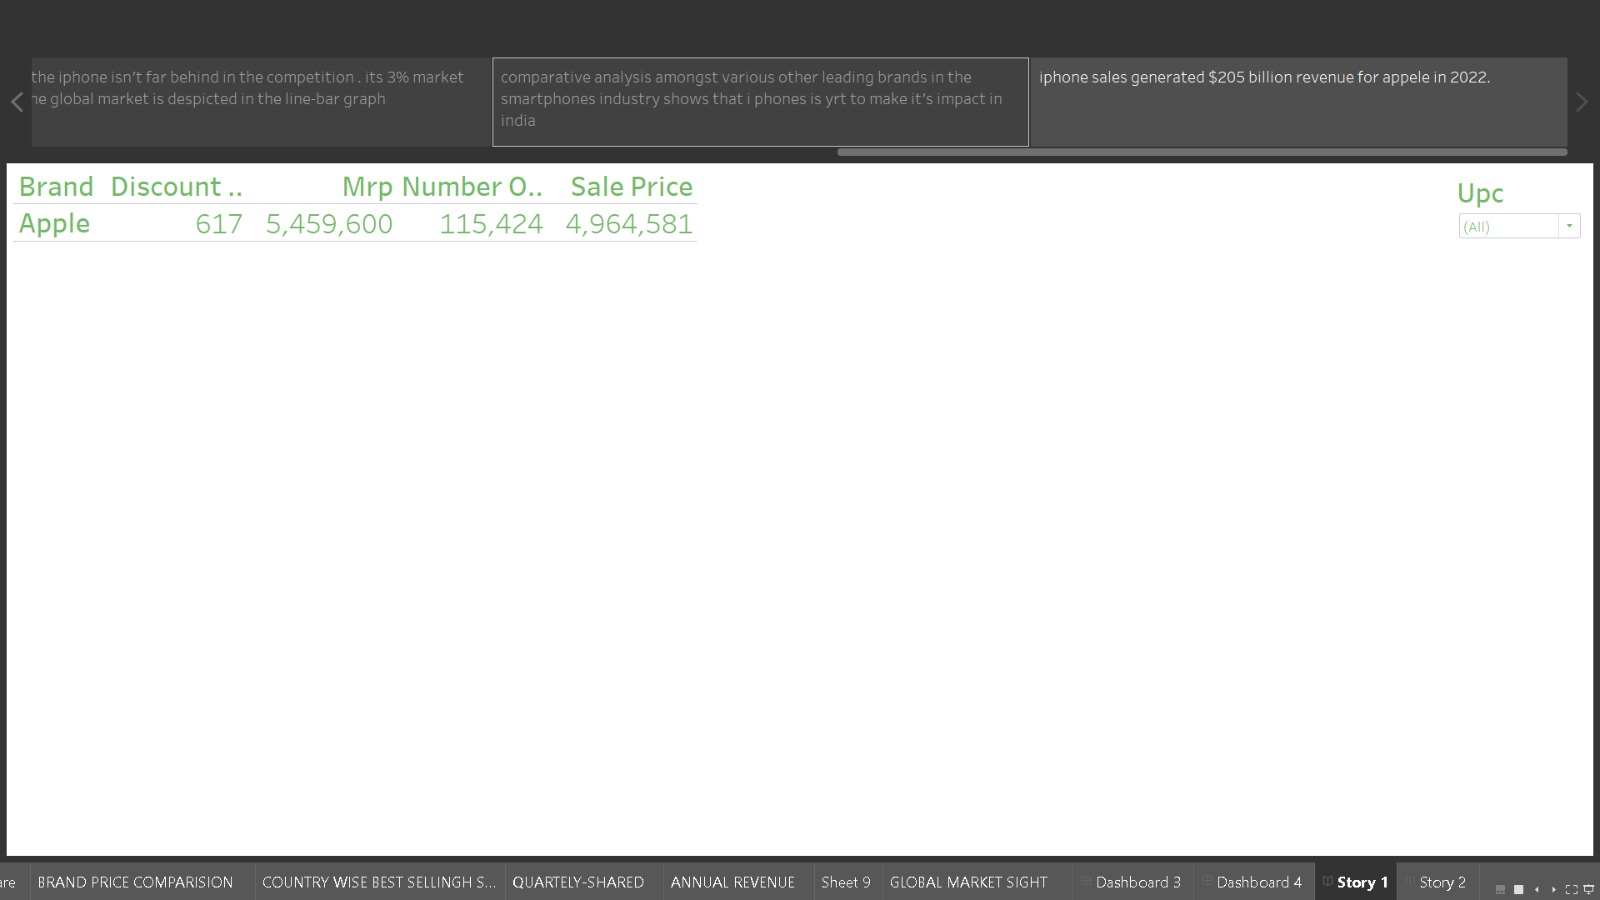 the iphone isn't far behind in the competition . its 3% market
he global market is despicted in the line-bar graph
comparative analysis amongst various other leading brands in the
smartphones industry shows that i phones is yrt to make it's impact in
india
iphone sales generated $205 billion revenue for appele in 2022.
Brand Discount .. Mrp Number O.. Sale Price
Apple 617 5,459,600 115,424 4,964,581
Upc
(All)
are BRAND PRICE COMPARISION COUNTRY WISE BEST SELLINGH S... QUARTELY-SHARED ANNUAL REVENUE Sheet 9 GLOBAL MARKET SIGHT Dashboard 3 Dashboard 4 Story 1 Story 2